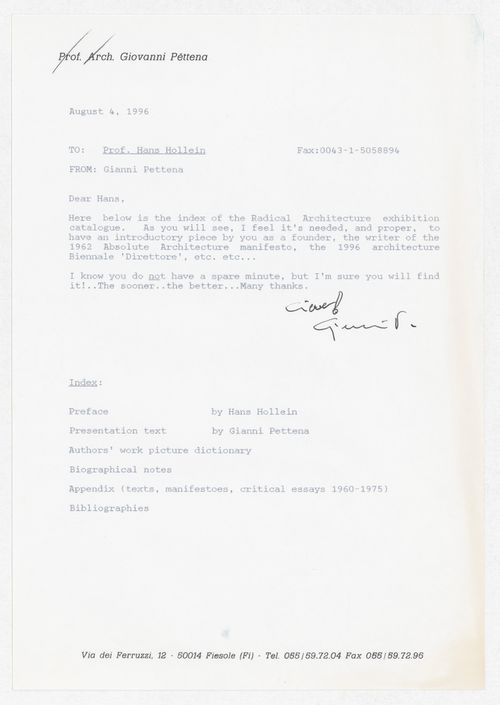 Prof. Arch. Giovanni Pettena
August 4, 1996
TO: Prof. Hans Hollein Fax:0043-1-5058894
FROM: Gianni Pettena
Dear Hans,
Here below is the index of the Radical Architecture exhibition
catalogue. As you will see, I feel it's needed, and proper, to
have an introductory piece by you as a founder, the writer of the
1962 Absolute Architecture manifesto, the 1996 architecture
Biennale 'Direttore', etc. etc...
I know you do not have a spare minute, but I'm sure you will find
it!..The sooner..the better...Many thanks.
Gianni P.
Index:
Preface by Hans Hollein
Presentation text by Gianni Pettena
Authors' work picture dictionary
Biographical notes
Appendix (texts, manifestoes, critical essays 1960-1975)
Bibliographies
Via dei Ferruzzi, 12 - 50014 Fiesole (Fi) - Tel. 055/59.72.04 Fax 055/59.72.95